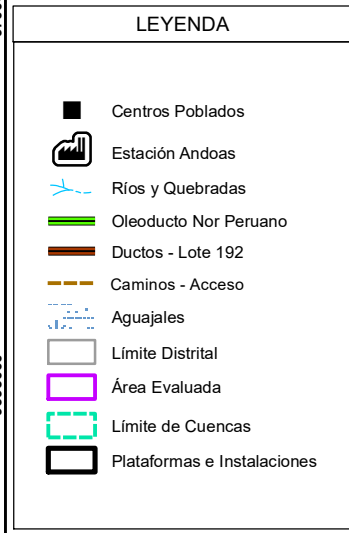 LEYENDA
Centros Poblados
Estación Andoas
Ríos y Quebradas
Oleoducto Nor Peruano
Ductos - Lote 192
Caminos - Acceso
Aguajales
Límite Distrital
Área Evaluada
Límite de Cuencas
Plataformas e Instalaciones